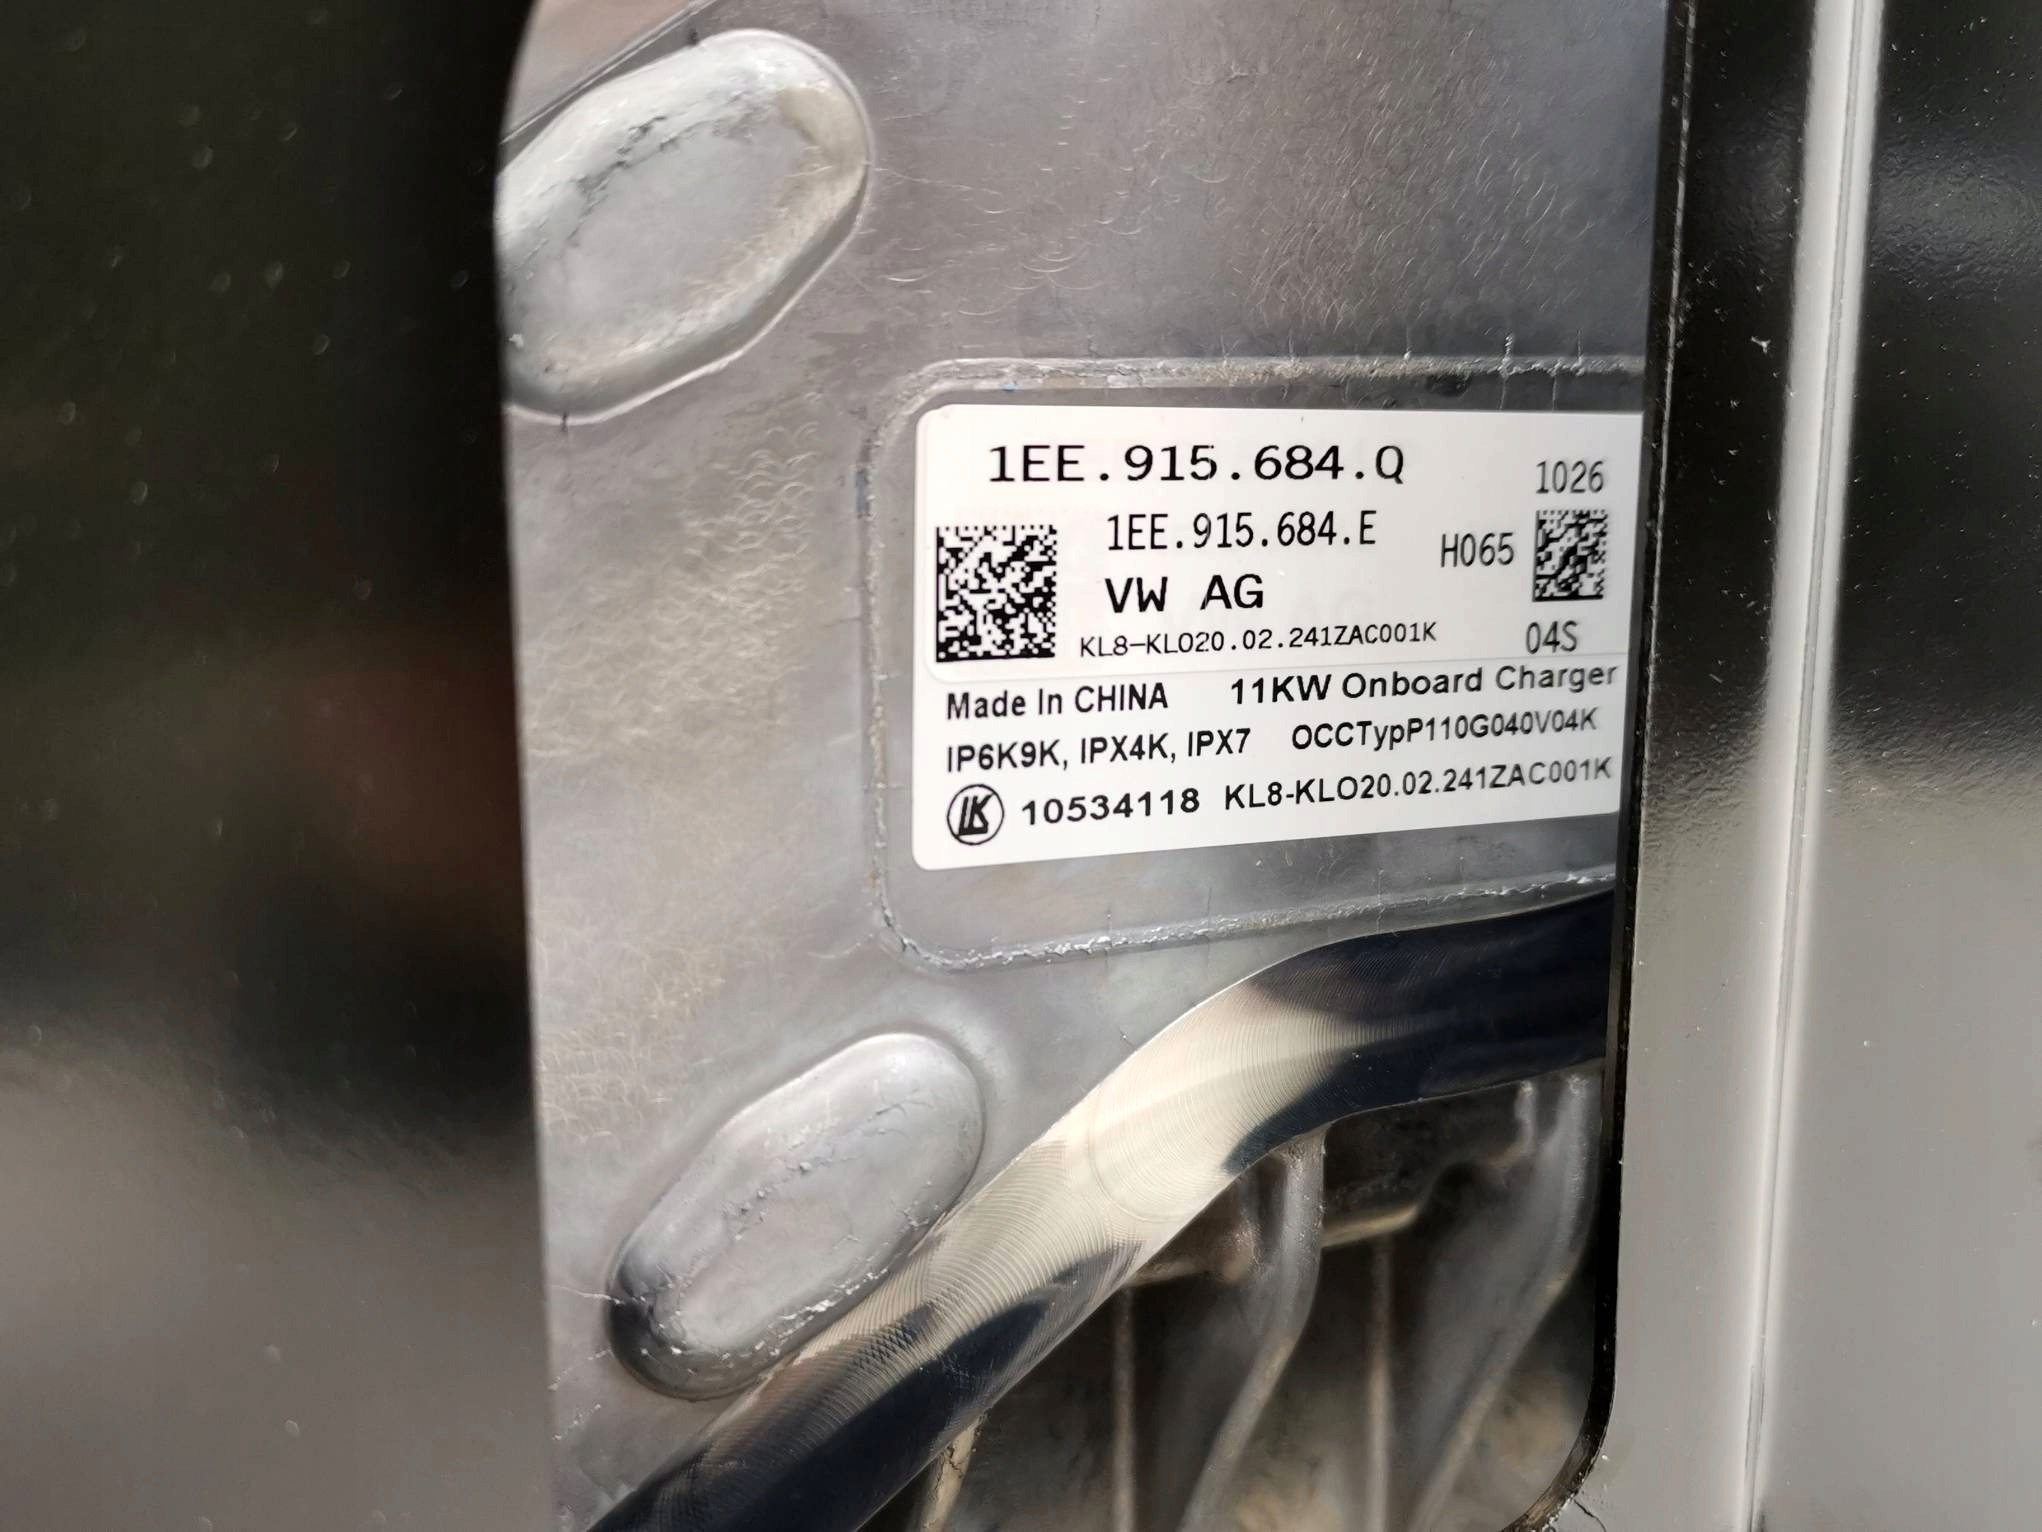 1EE.915.684.Q
1026
1EE.915.684.E
H065
VW AG
KL8-KLO20.02.241ZAC001K
04S
Made In CHINA 11KW Onboard Charger
IP6K9K, IPX4K, IPX7 OCCTypP110G040V04K
LK 10534118 KL8-KLO20.02.241ZAC001K